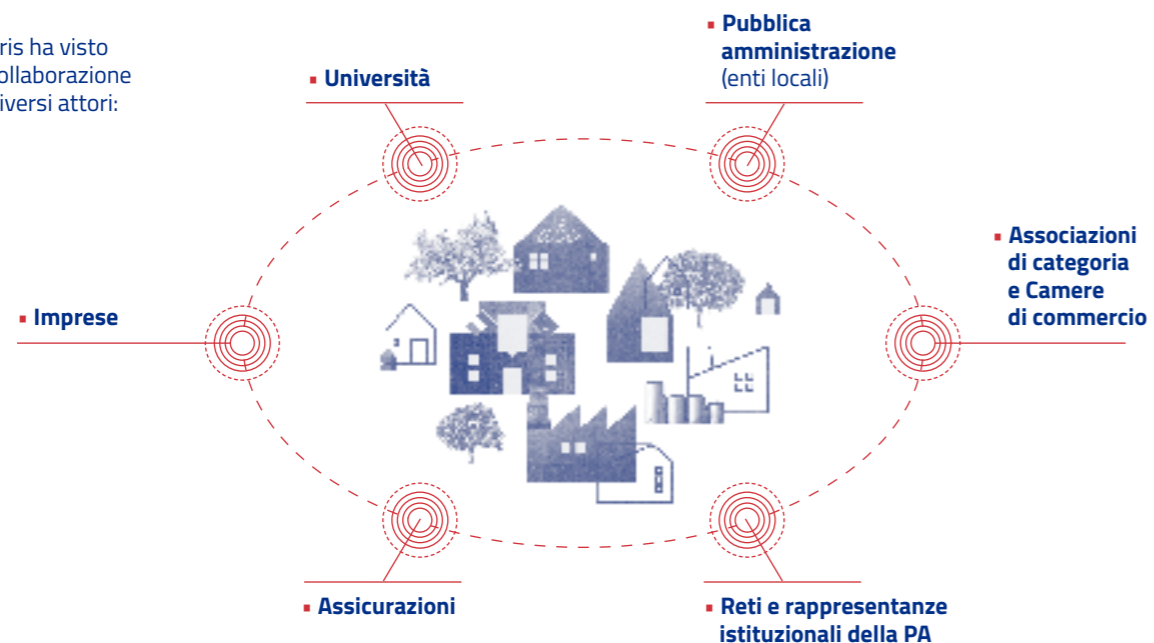 ris ha visto
ollaborazione
iversi attori:
▪ Università
▪ Pubblica
amministrazione
(enti locali)
▪ Associazioni
di categoria
e Camere
di commercio
▪ Imprese
▪ Assicurazioni
▪ Reti e rappresentanze
istituzionali della PA